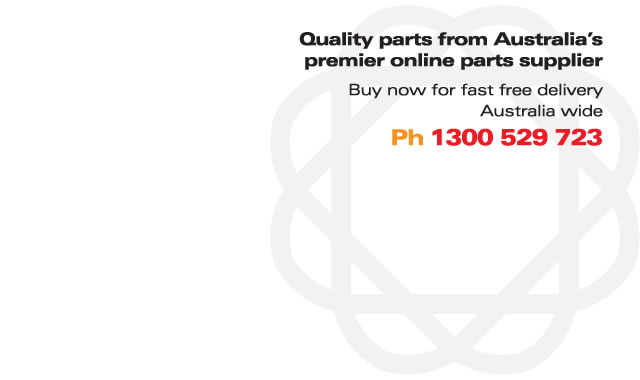 Quality parts from Australia's
premier online parts supplier
Buy now for fast free delivery
Australia wide
Ph 1300 529 723